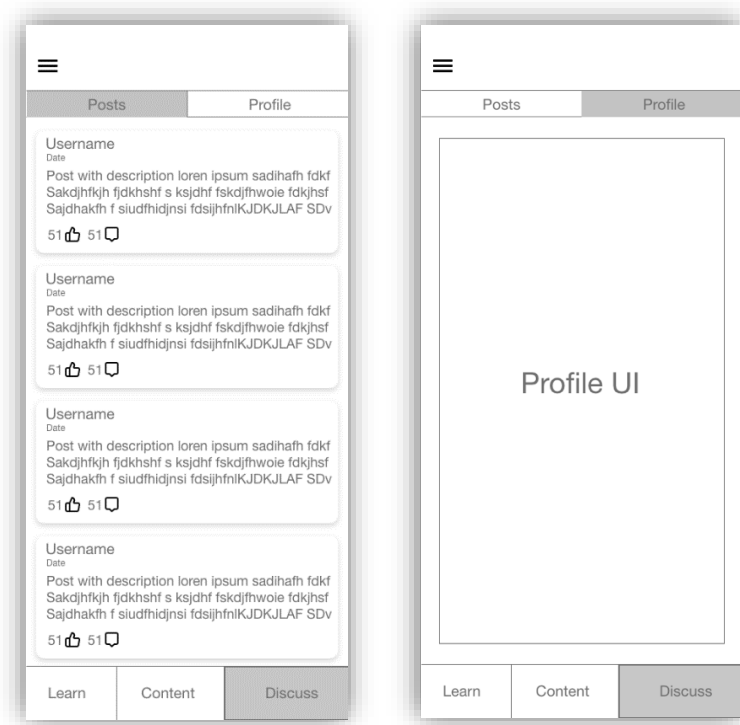 Posts Profile
Username
Date
Post with description loren ipsum sadihafh fdkf
Sakdjhfkjh fjdkhshf s ksjdhf fskdjfhwoie fdkjhsf
Sajdhakfh f siudfhidjnsi fdsijhfnlKJDKJLAF SDv
51 51
Username
Date
Post with description loren ipsum sadihafh fdkf
Sakdjhfkjh fjdkhshf s ksjdhf fskdjfhwoie fdkjhsf
Sajdhakfh f siudfhidjnsi fdsijhfnlKJDKJLAF SDv
51 51
Username
Date
Post with description loren ipsum sadihafh fdkf
Sakdjhfkjh fjdkhshf s ksjdhf fskdjfhwoie fdkjhsf
Sajdhakfh f siudfhidjnsi fdsijhfnlKJDKJLAF SDv
51 51
Username
Date
Post with description loren ipsum sadihafh fdkf
Sakdjhfkjh fjdkhshf s ksjdhf fskdjfhwoie fdkjhsf
Sajdhakfh f siudfhidjnsi fdsijhfnlKJDKJLAF SDv
51 51
Learn Content Discuss
Posts Profile
Profile UI
Learn Content Discuss